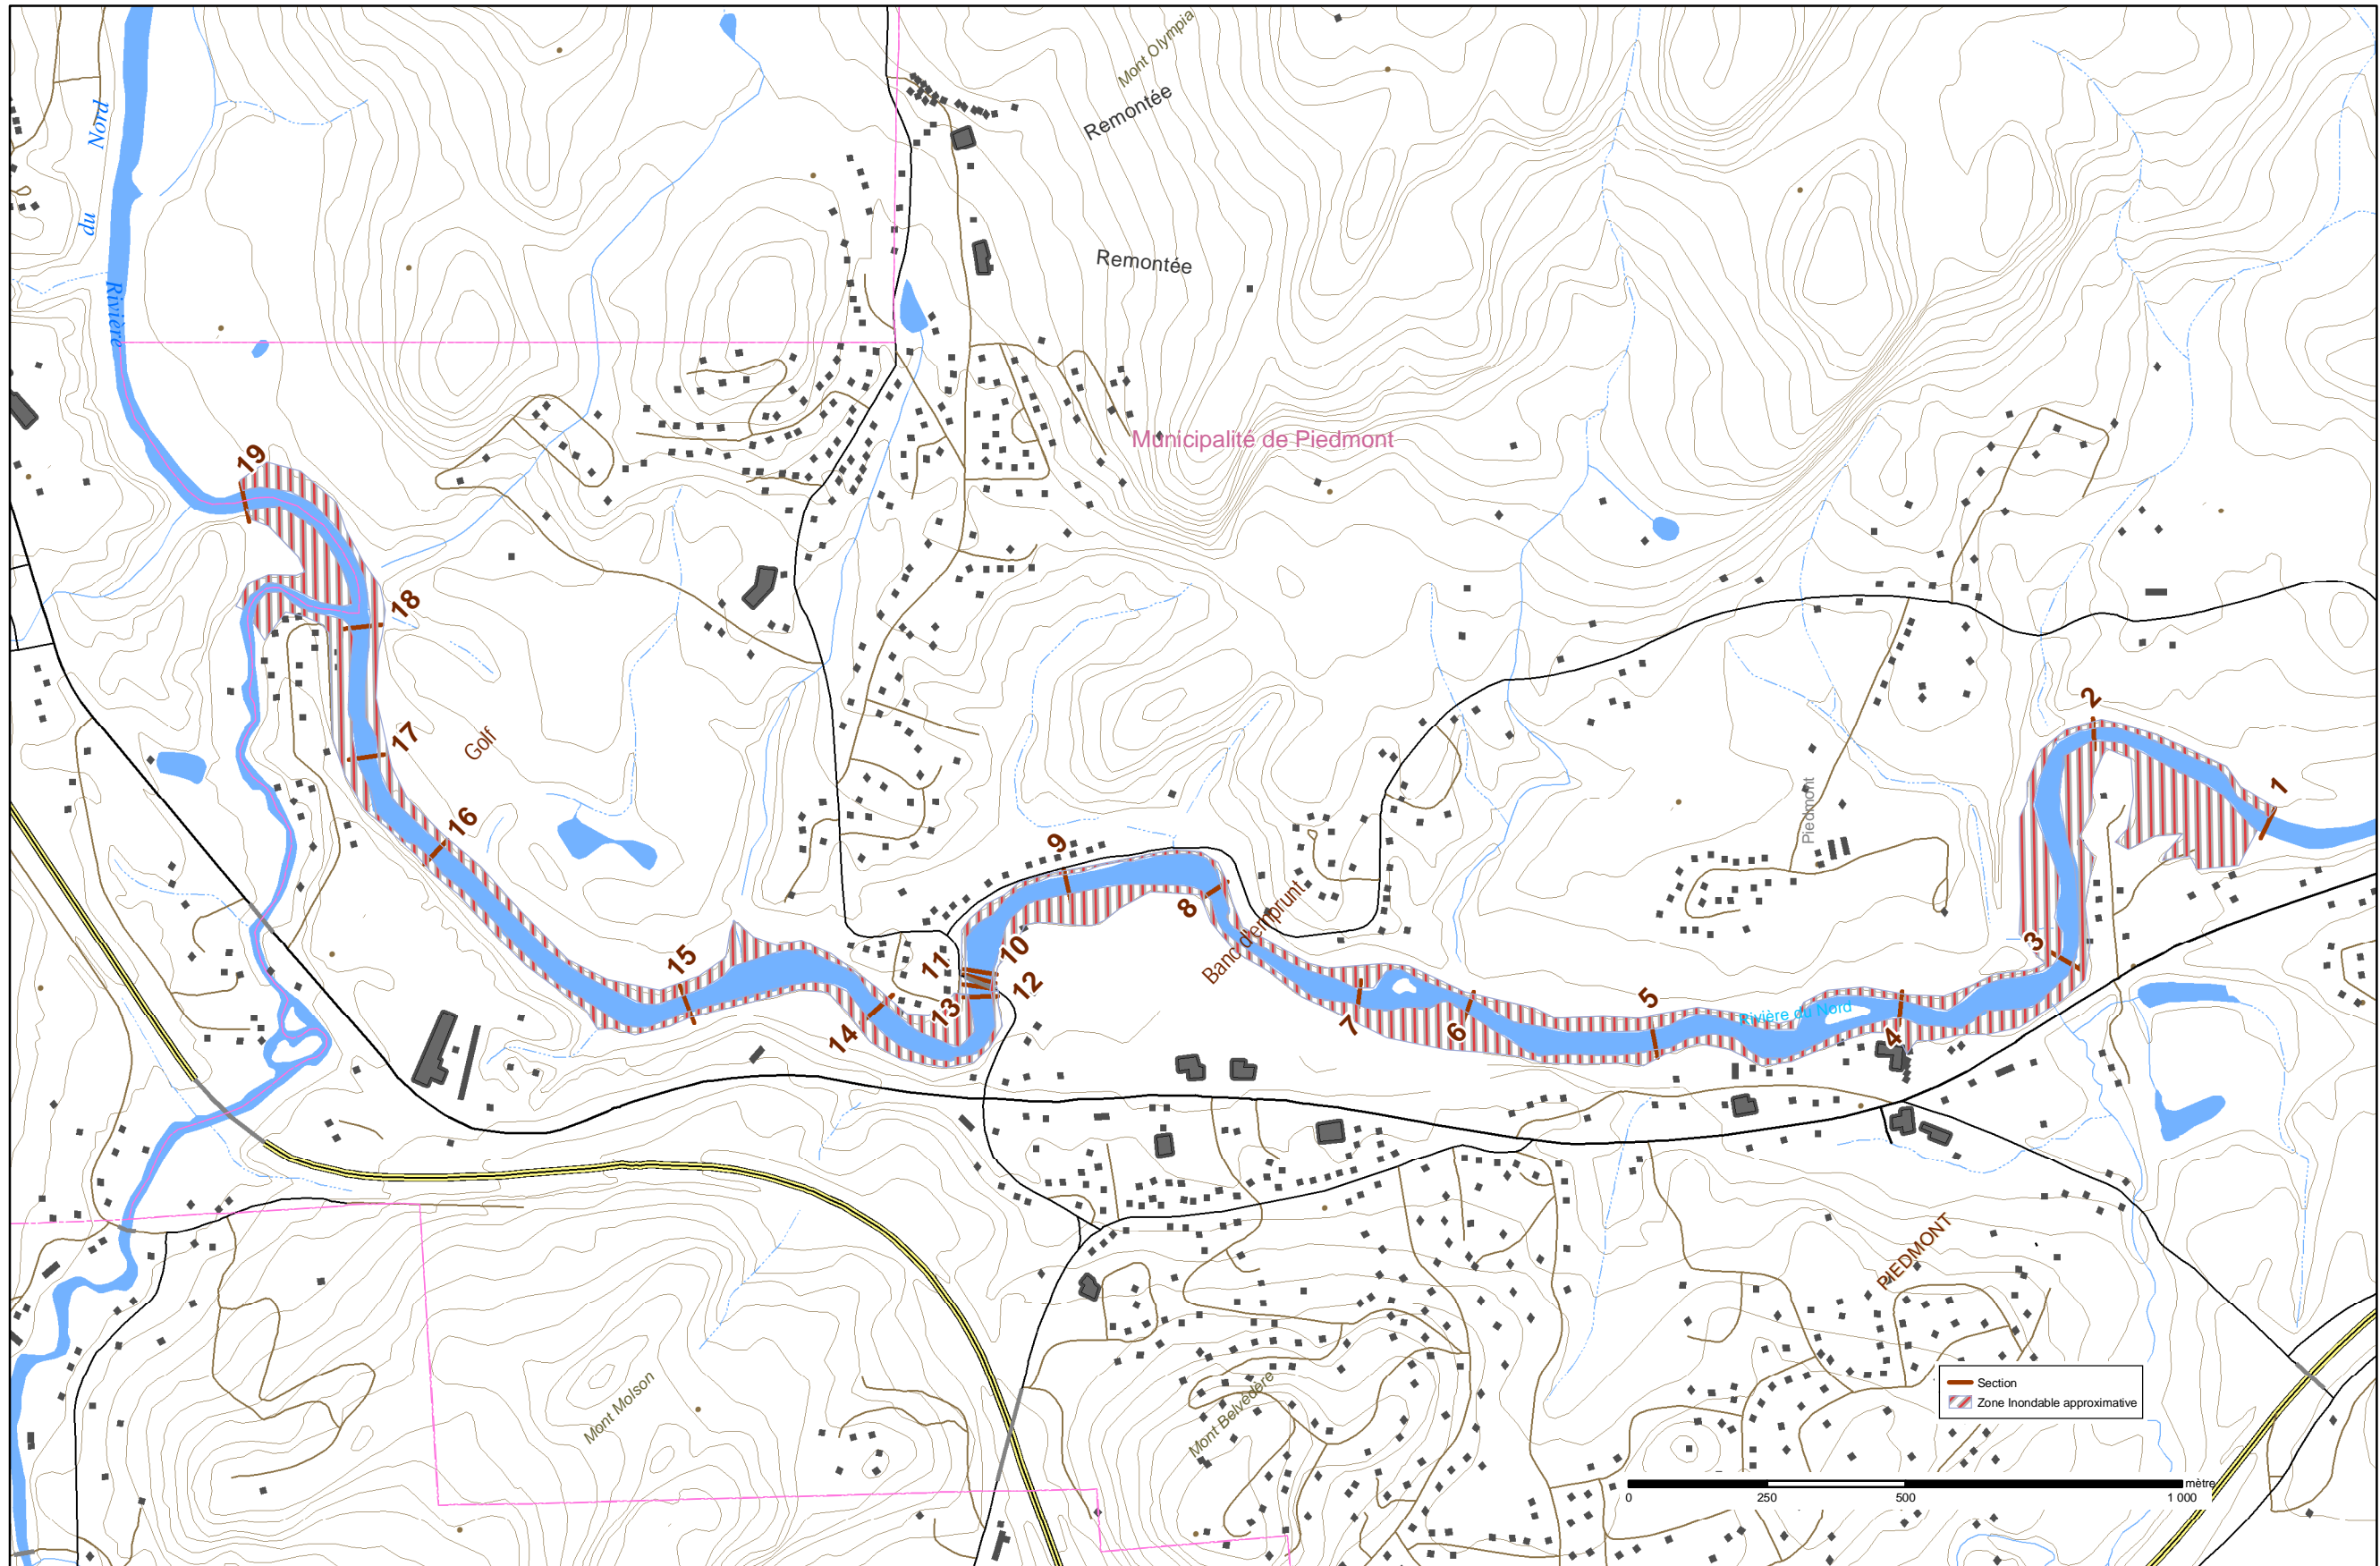 Mont Olympia
Remontée
Nord
du
Remontée
Rivière
Municipalité de Piedmont
19
18
2
17
Golf
1
Piedmont
16
9
8
Banc d'emprunt
3
15
11
10
12
13
14
7
6
5
Rivière du Nord
4
PIEDMONT
Mont Molson
Mont Belvédère
Section
Zone Inondable approximative
mètre
0
250
500
1 000